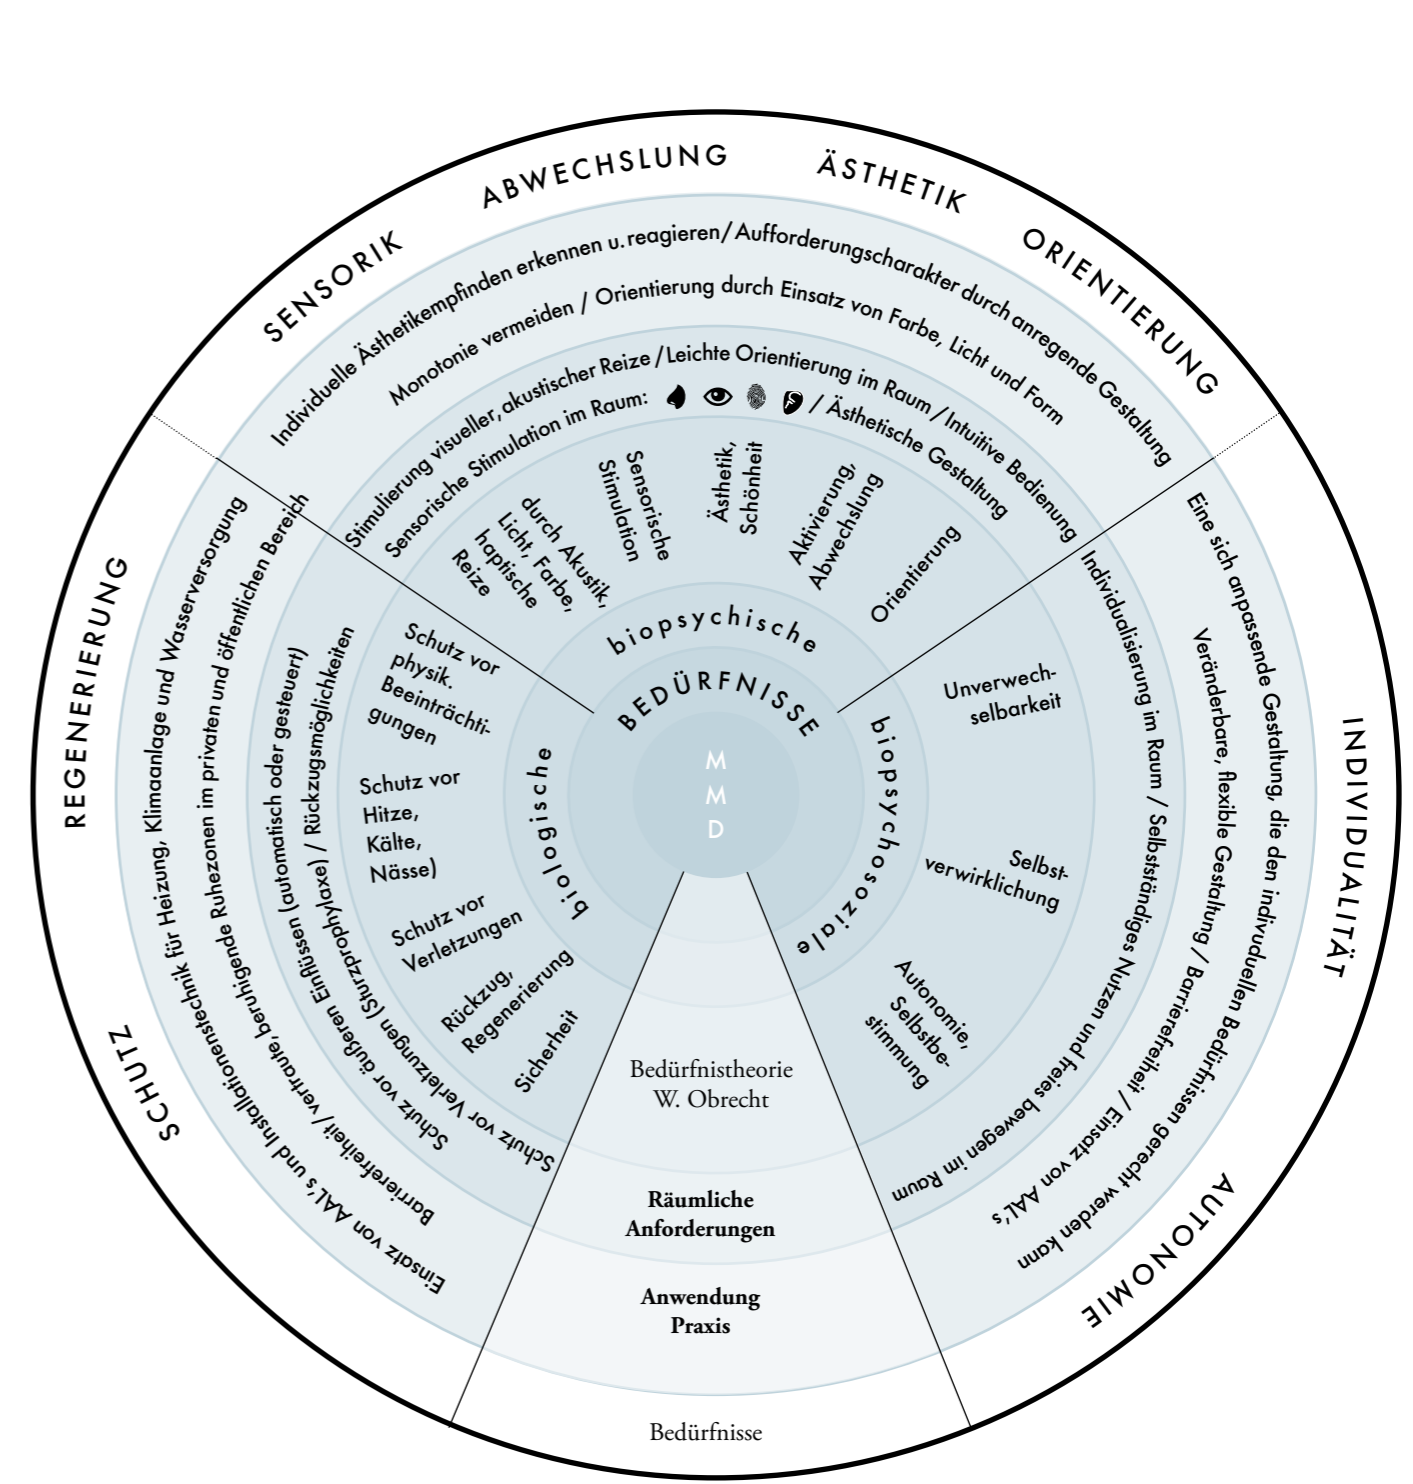 SENSORIK
ABWECHSLUNG
ÄSTHETIK
ORIENTIERUNG
Individuelle Ästhetikempfinden erkennen u. reagieren/Aufforderungscharakter durch anregende Gestaltung
Monotonie vermeiden / Orientierung durch Einsatz von Farbe, Licht und Form
Stimulierung visueller, akustischer Reize /Leichte Orientierung im Raum/Intuitive Bedienung
Sensorische Stimulation im Raum: / Ästhetische Gestaltung
durch Akustik,
Licht, Farbe,
haptische
Reize
Sensorische
Stimulation
Ästhetik,
Schönheit
Aktivierung,
Abwechslung
Orientierung
biopsychische
BEDÜRFNISSE
M
M
D
INDIVIDUALITÄT
AUTONOMIE
Eine sich anpassende Gestaltung, die den indivduellen Bedürfnissen gerecht werden kann
Veränderbare, flexible Gestaltung / Barrierefreiheit / Einsatz von AAL's
Individualisierung im Raum / Selbstständiges Nutzen und freies bewegen im Raum
Unverwech-
selbarkeit
Selbst-
verwirklichung
Autonomie,
Selbstbe-
stimmung
biopsychosoziale
REGENERIERUNG
SCHUTZ
Einsatz von AAL's und Installationenstechnik für Heizung, Klimaanlage und Wasserversorgung
Barrierefreiheit/ vertraute, beruhigende Ruhezonen im privaten und öffentlichen Bereich
Schutz vor äußeren Einflüssen (automatisch oder gesteuert)
Schutz vor Verletzungen (Sturzprophylaxe) / Rückzugsmöglichkeiten
Schutz vor
physik.
Beeinträchti-
gungen
Schutz vor
Hitze,
Kälte,
Nässe)
Schutz vor
Verletzungen
Rückzug,
Regenerierung
Sicherheit
biologische
Bedürfnistheorie
W. Obrecht
Räumliche
Anforderungen
Anwendung
Praxis
Bedürfnisse